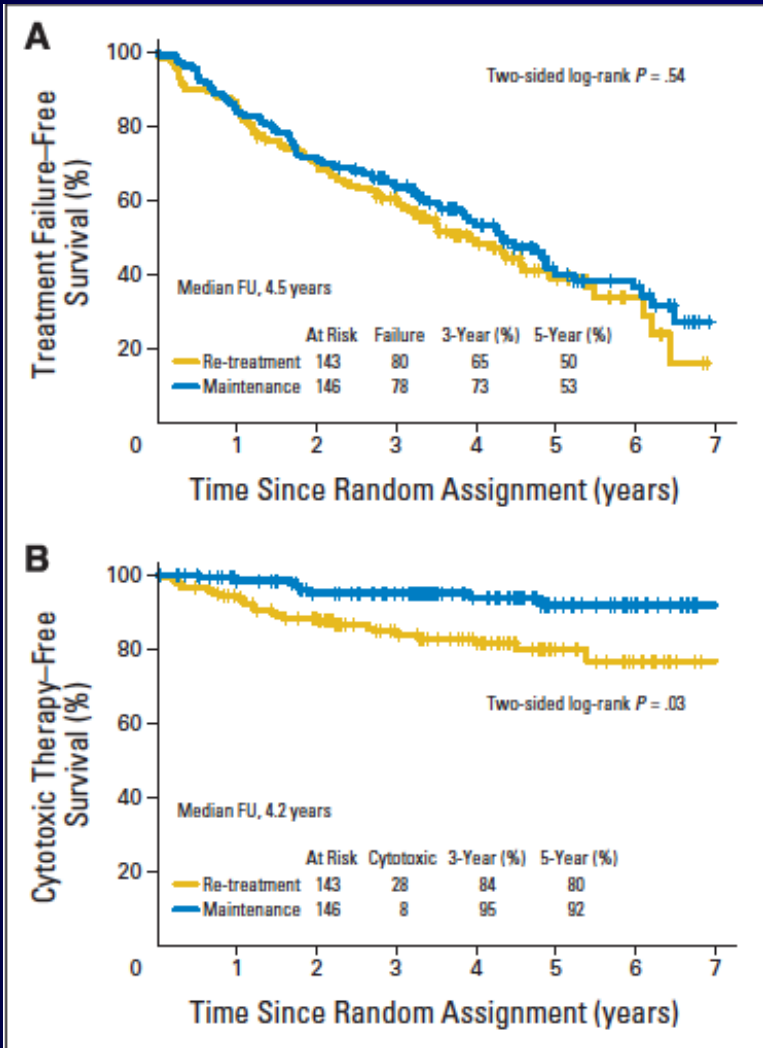 A
Treatment Failure–Free
Survival (%)
100
80
60
40
20
0
Two-sided log-rank P = .54
Median FU, 4.5 years
At Risk Failure 3-Year (%) 5-Year (%)
Re-treatment 143 80 65 50
Maintenance 146 78 73 53
1 2 3 4 5 6 7
Time Since Random Assignment (years)
B
Cytotoxic Therapy–Free
Survival (%)
100
80
60
40
20
0
Two-sided log-rank P = .03
Median FU, 4.2 years
At Risk Cytotoxic 3-Year (%) 5-Year (%)
Re-treatment 143 28 84 80
Maintenance 146 8 95 92
1 2 3 4 5 6 7
Time Since Random Assignment (years)